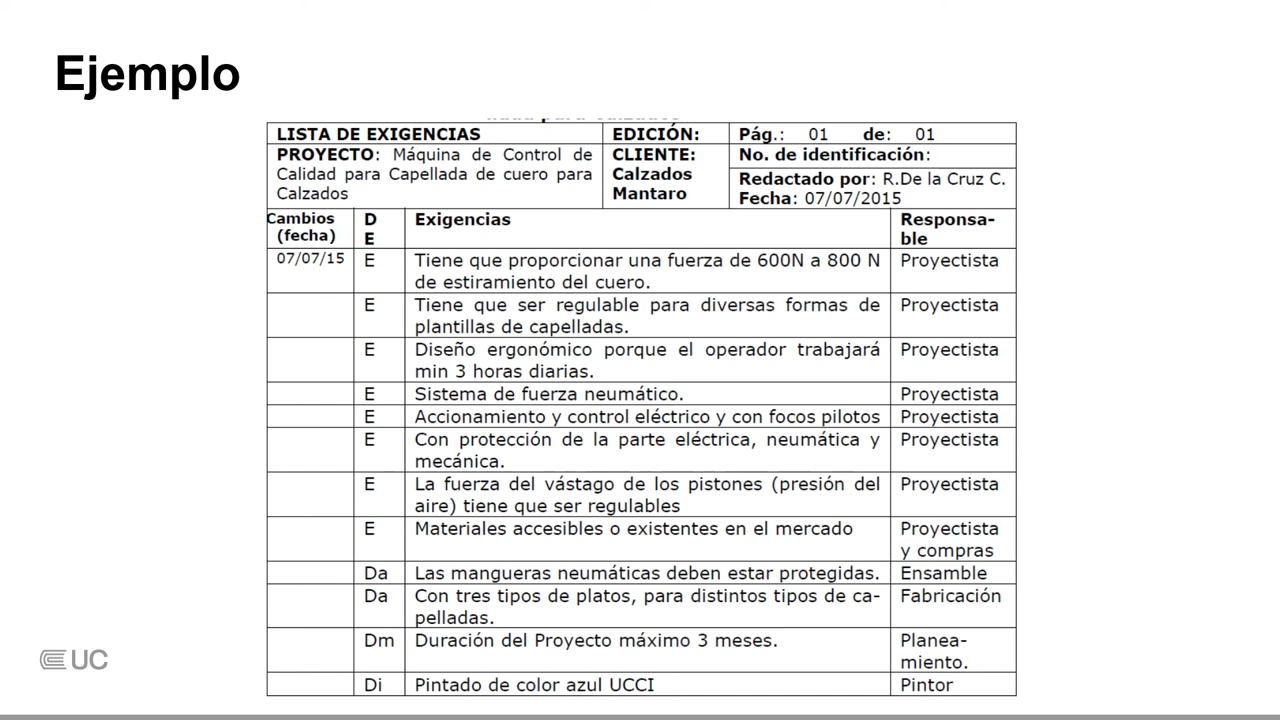 Ejemplo
LISTA DE EXIGENCIAS
EDICIÓN:
Pág.: 01 de: 01
PROYECTO: Máquina de Control de
Calidad para Capellada de cuero para
Calzados
CLIENTE:
Calzados
Mantaro
No. de identificación:
Redactado por: R.De la Cruz C.
Fecha: 07/07/2015
Cambios
(fecha)
D
E
Exigencias
Responsa-
ble
07/07/15
E
Tiene que proporcionar una fuerza de 600N a 800 N
de estiramiento del cuero.
Proyectista
E
Tiene que ser regulable para diversas formas de
plantillas de capelladas.
Proyectista
E
Diseño ergonómico porque el operador trabajará
min 3 horas diarias.
Proyectista
E
Sistema de fuerza neumático.
Proyectista
E
Accionamiento y control eléctrico y con focos pilotos
Proyectista
E
Con protección de la parte eléctrica, neumática y
mecánica.
Proyectista
E
La fuerza del vástago de los pistones (presión del
aire) tiene que ser regulables
Proyectista
E
Materiales accesibles o existentes en el mercado
Proyectista
y compras
Da
Las mangueras neumáticas deben estar protegidas.
Ensamble
Da
Con tres tipos de platos, para distintos tipos de ca-
pelladas.
Fabricación
Dm
Duración del Proyecto máximo 3 meses.
Planea-
miento.
Di
Pintado de color azul UCCI
Pintor
UC